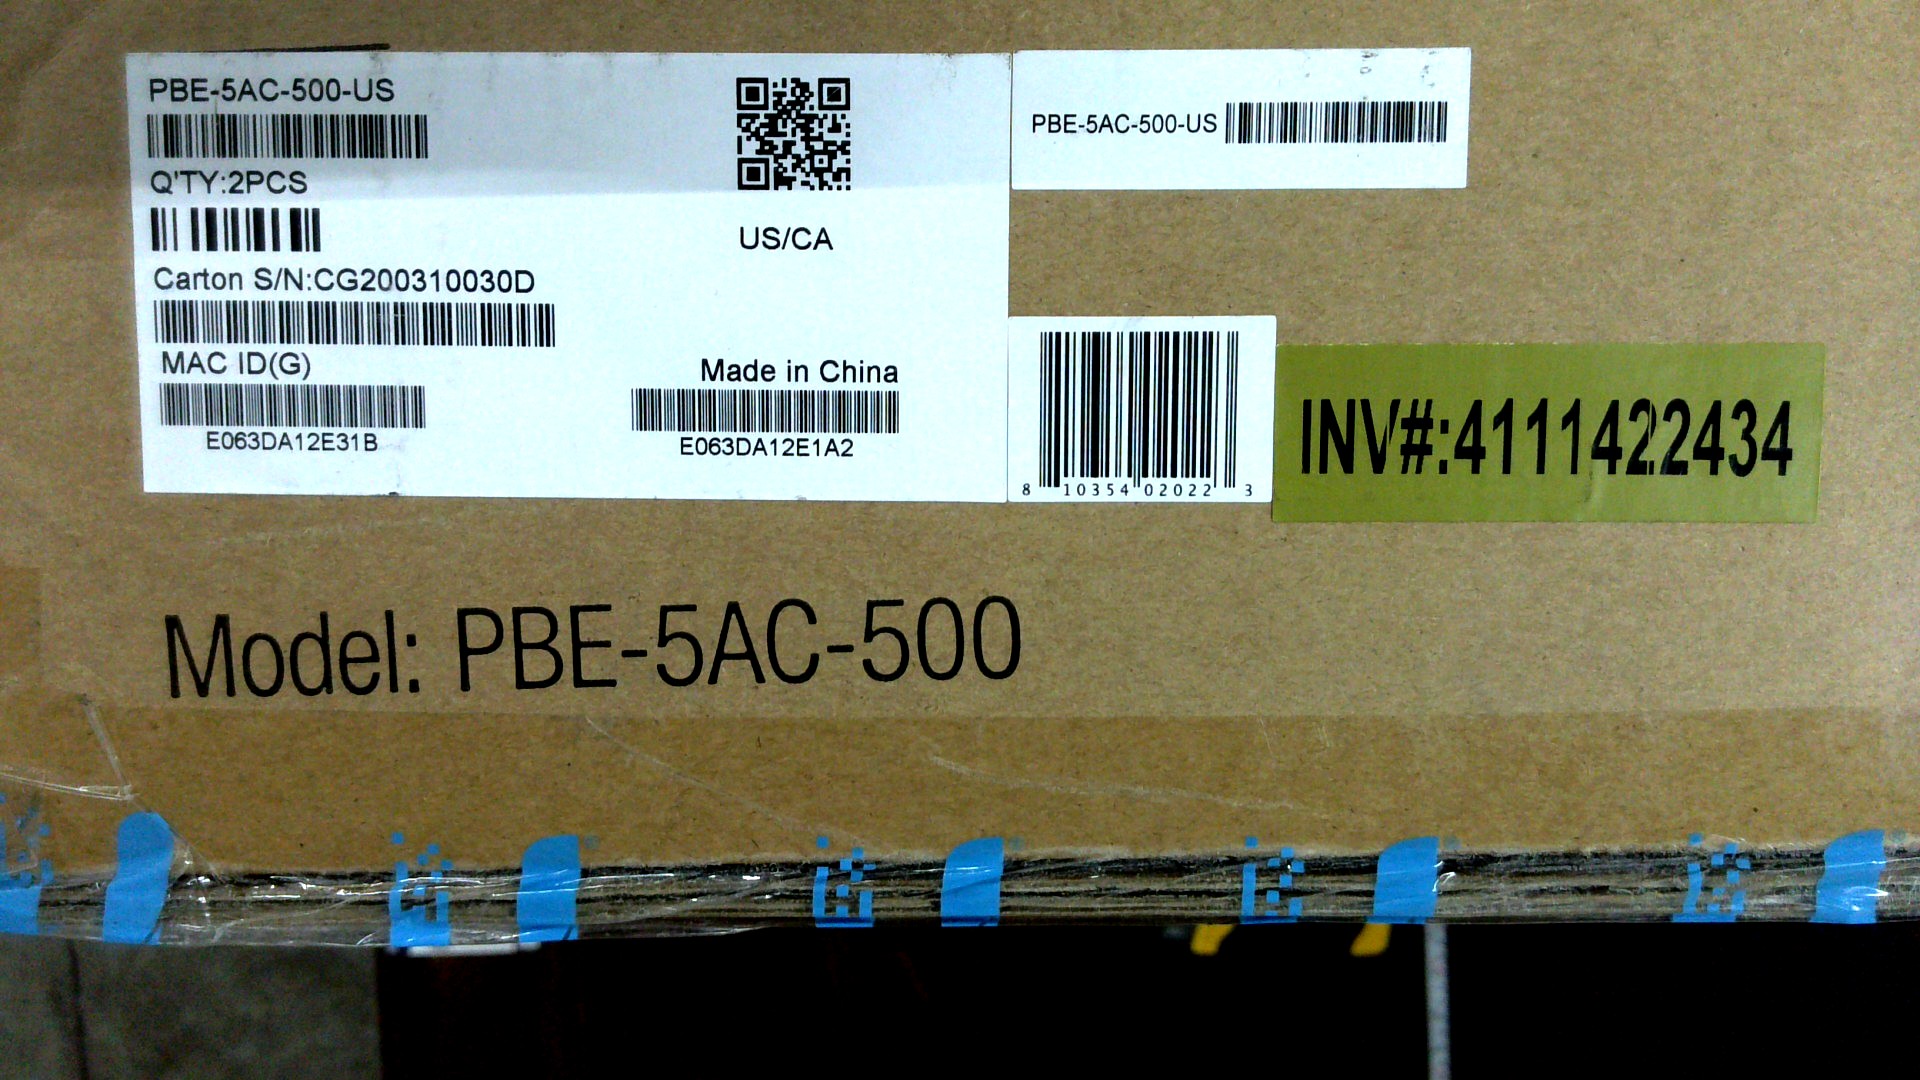 PBE-5AC-500-US
Q'TY:2PCS
Carton S/N:CG200310030D
MAC ID(G)
E063DA12E31B
US/CA
Made in China
E063DA12E1A2
PBE-5AC-500-US
8 10354 02022 3
INV#:4111422434
Model: PBE-5AC-500